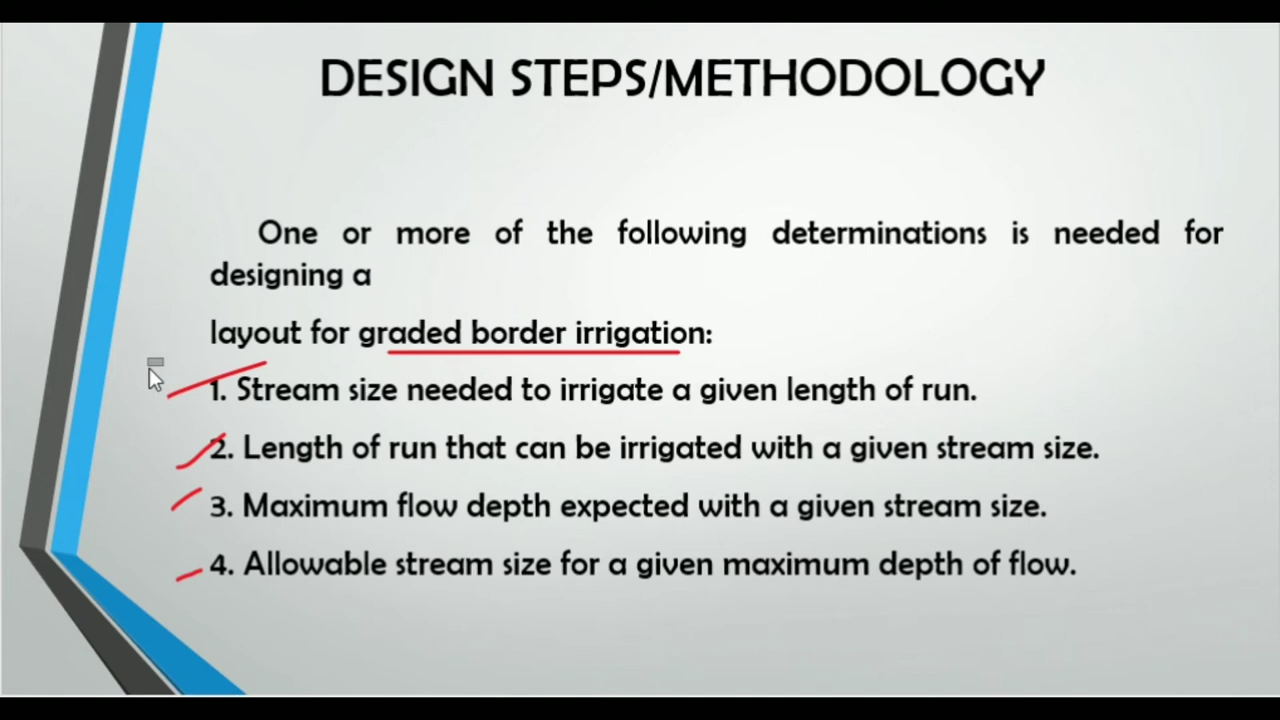 DESIGN STEPS/METHODOLOGY
One or more of the following determinations is needed for
designing a
layout for graded border irrigation:
1. Stream size needed to irrigate a given length of run.
2. Length of run that can be irrigated with a given stream size.
3. Maximum flow depth expected with a given stream size.
4. Allowable stream size for a given maximum depth of flow.